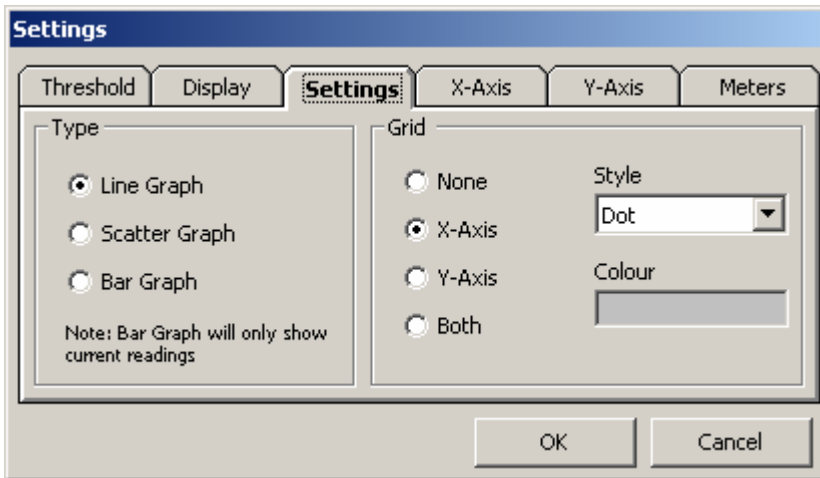 Settings
Threshold Display Settings X-Axis Y-Axis Meters
Type
Line Graph
Scatter Graph
Bar Graph
Note: Bar Graph will only show
current readings
Grid
None
X-Axis
Y-Axis
Both
Style
Dot
Colour
OK Cancel